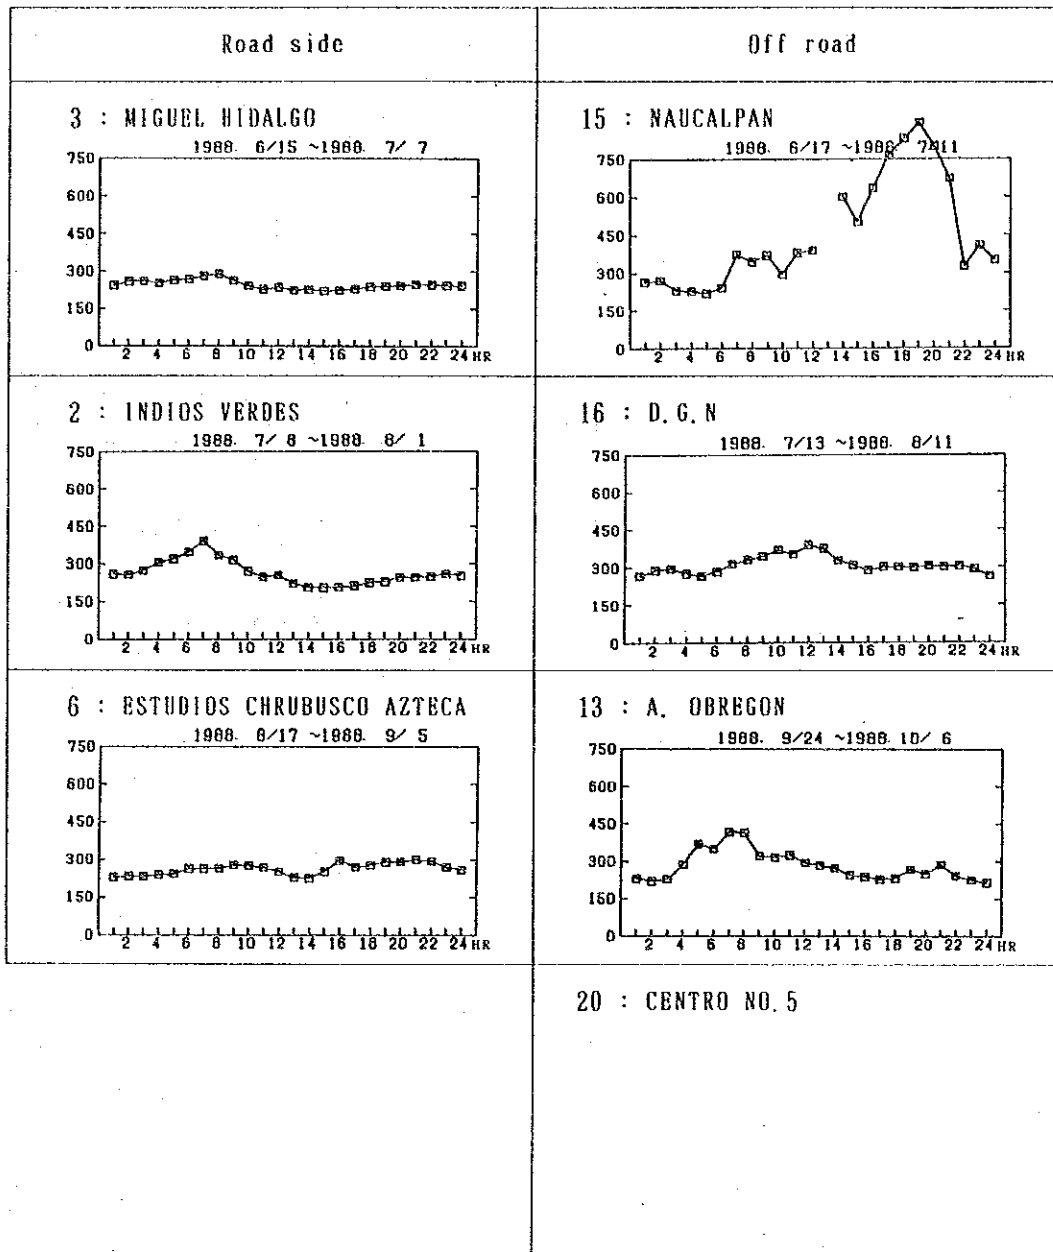 Road side
Off road
3 : MIGUEL HIDALGO
1988. 6/15 ~1988. 7/ 7
750
600
450
300
150
0
2 4 6 8 10 12 14 16 18 20 22 24 HR
15 : NAUCALPAN
1988. 6/17 ~1988. 7/11
750
600
450
300
150
0
2 4 6 8 10 12 14 16 18 20 22 24 HR
2 : INDIOS VERDES
1988. 7/ 8 ~1988. 8/ 1
750
600
450
300
150
0
2 4 6 8 10 12 14 16 18 20 22 24 HR
16 : D.G.N
1988. 7/13 ~1988. 8/11
750
600
450
300
150
0
2 4 6 8 10 12 14 16 18 20 22 24 HR
6 : ESTUDIOS CHRUBUSCO AZTECA
1988. 8/17 ~1988. 9/ 5
750
600
450
300
150
0
2 4 6 8 10 12 14 16 18 20 22 24 HR
13 : A. OBREGON
1988. 9/24 ~1988. 10/ 6
750
600
450
300
150
0
2 4 6 8 10 12 14 16 18 20 22 24 HR
20 : CENTRO NO.5